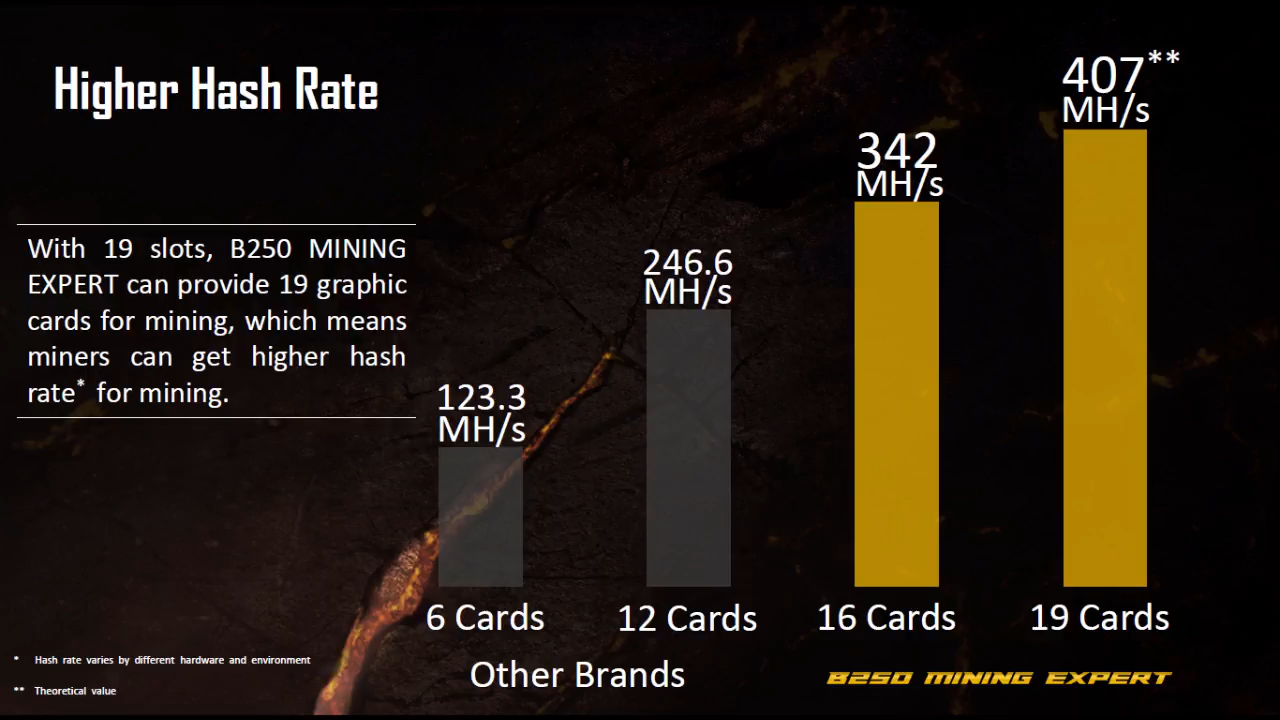 Higher Hash Rate
With 19 slots, B250 MINING
EXPERT can provide 19 graphic
cards for mining, which means
miners can get higher hash
rate* for mining.
123.3
MH/s
246.6
MH/s
342
MH/s
407**
MH/s
6 Cards
12 Cards
16 Cards
19 Cards
Other Brands
B250 MINING EXPERT
* Hash rate varies by different hardware and environment
** Theoretical value